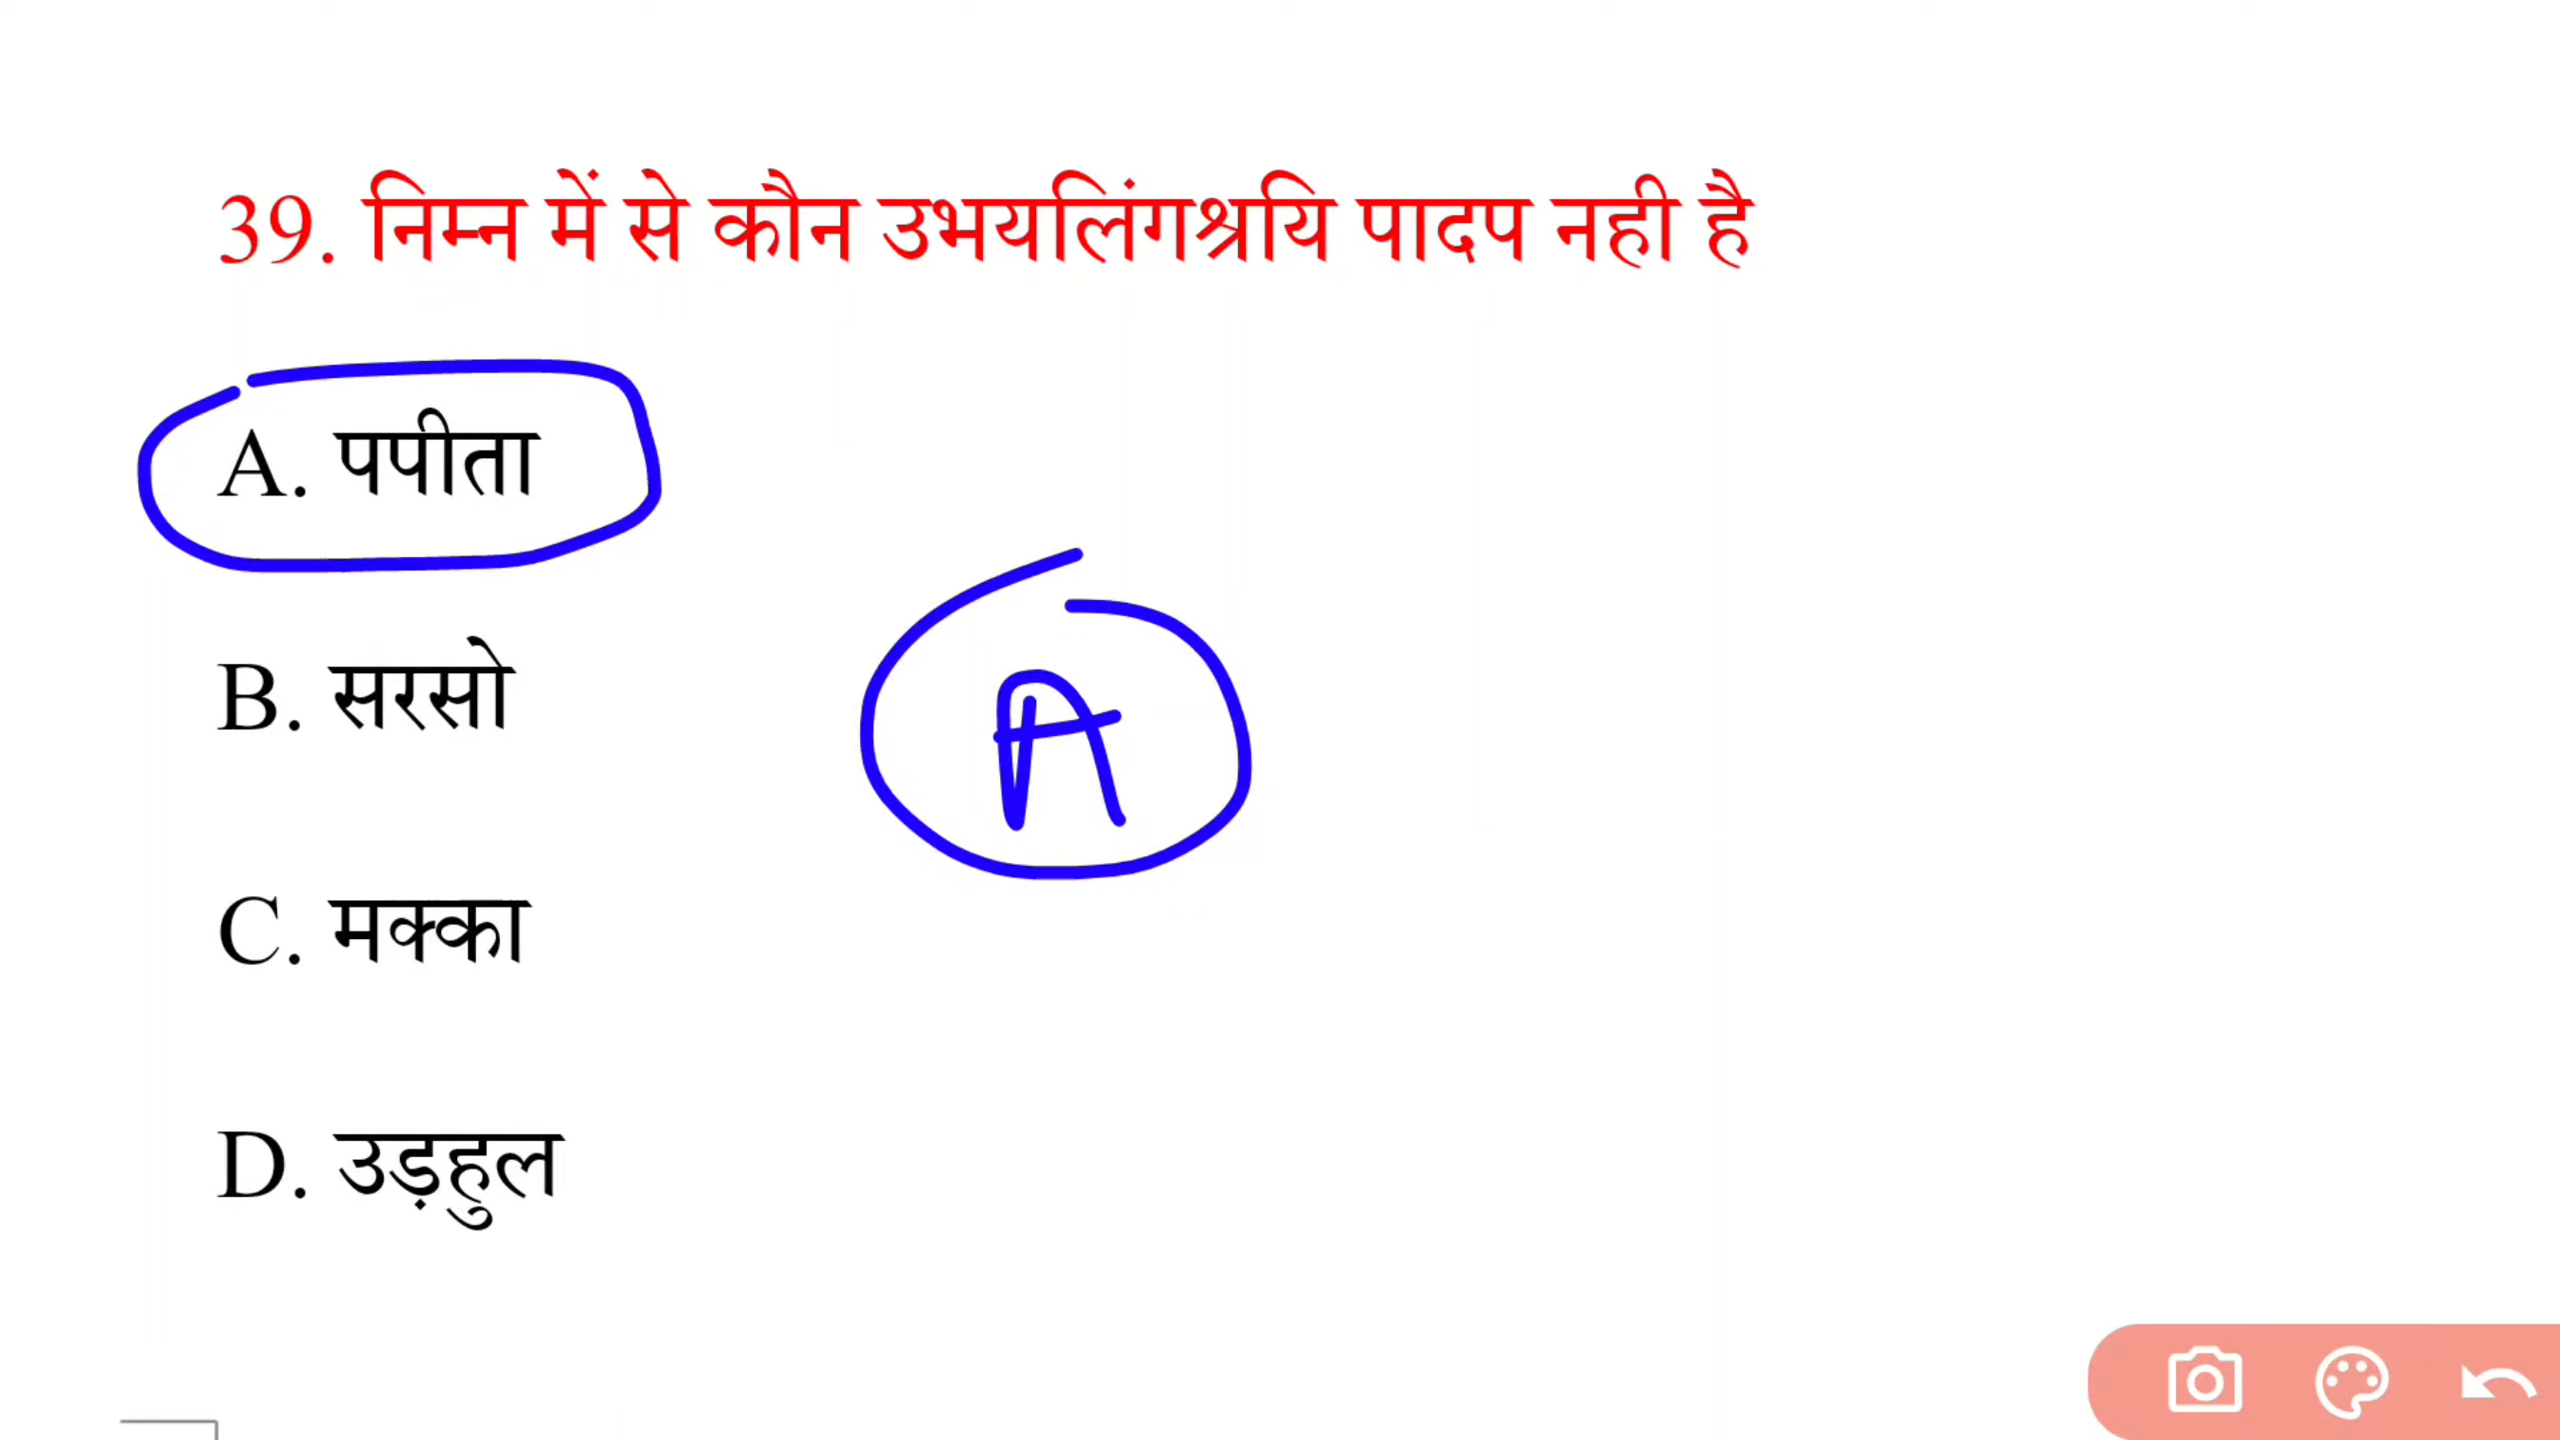 39. निम्न में से कौन उभयलिंगश्रयि पादप नही है
A. पपीता
B. सरसो
A
C. मक्का
D. उड़हुल